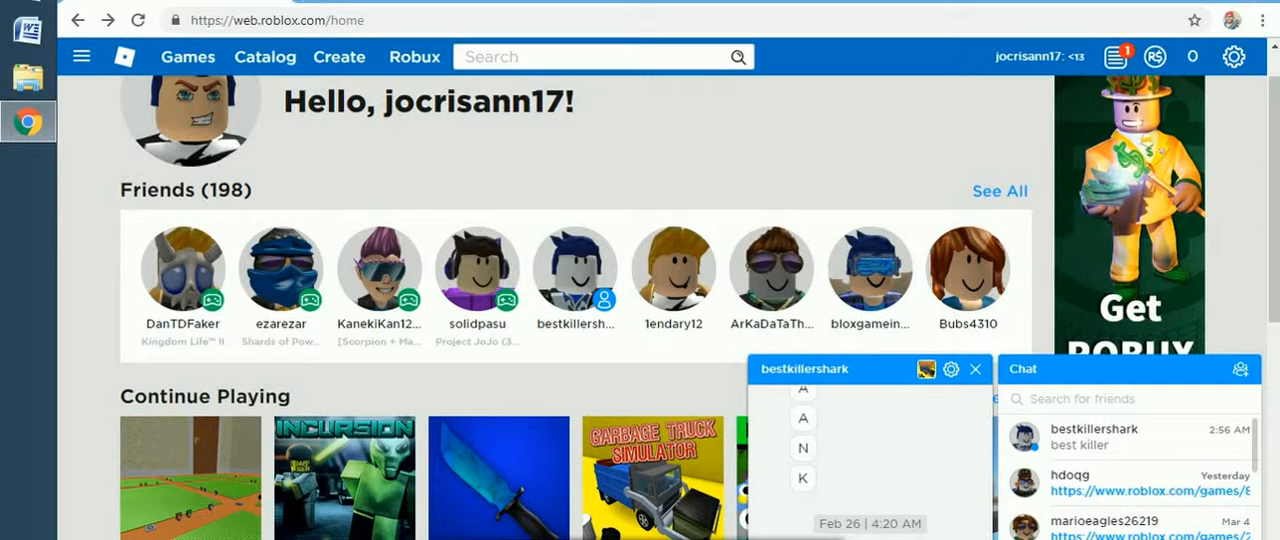 https://web.roblox.com/home
Games
Catalog
Create
Robux
Search
jocrisann17: <13
1
0
Hello, jocrisann17!
Friends (198)
See All
DanTDFaker
ezarezar
KanekiKan12...
solidpasu
bestkillersh...
1endary12
ArKaDaTaTh...
bloxgamein...
Bubs4310
Kingdom Life™ II
Shards of Pow...
[Scorpion + Ma...
Project JoJo (3...
Get
ROBUX
Continue Playing
INCURSION
GARBAGE TRUCK
SIMULATOR
bestkillershark
A
A
N
K
Feb 26 | 4:20 AM
Chat
Search for friends
bestkillershark
2:56 AM
best killer
hdoqg
Yesterday
https://www.roblox.com/games/8
marioeagles26219
Mar 4
https://www.roblox.com/games/2